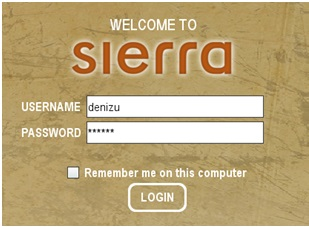 WELCOME TO
sierra
USERNAME denizu
PASSWORD ******
Remember me on this computer
LOGIN